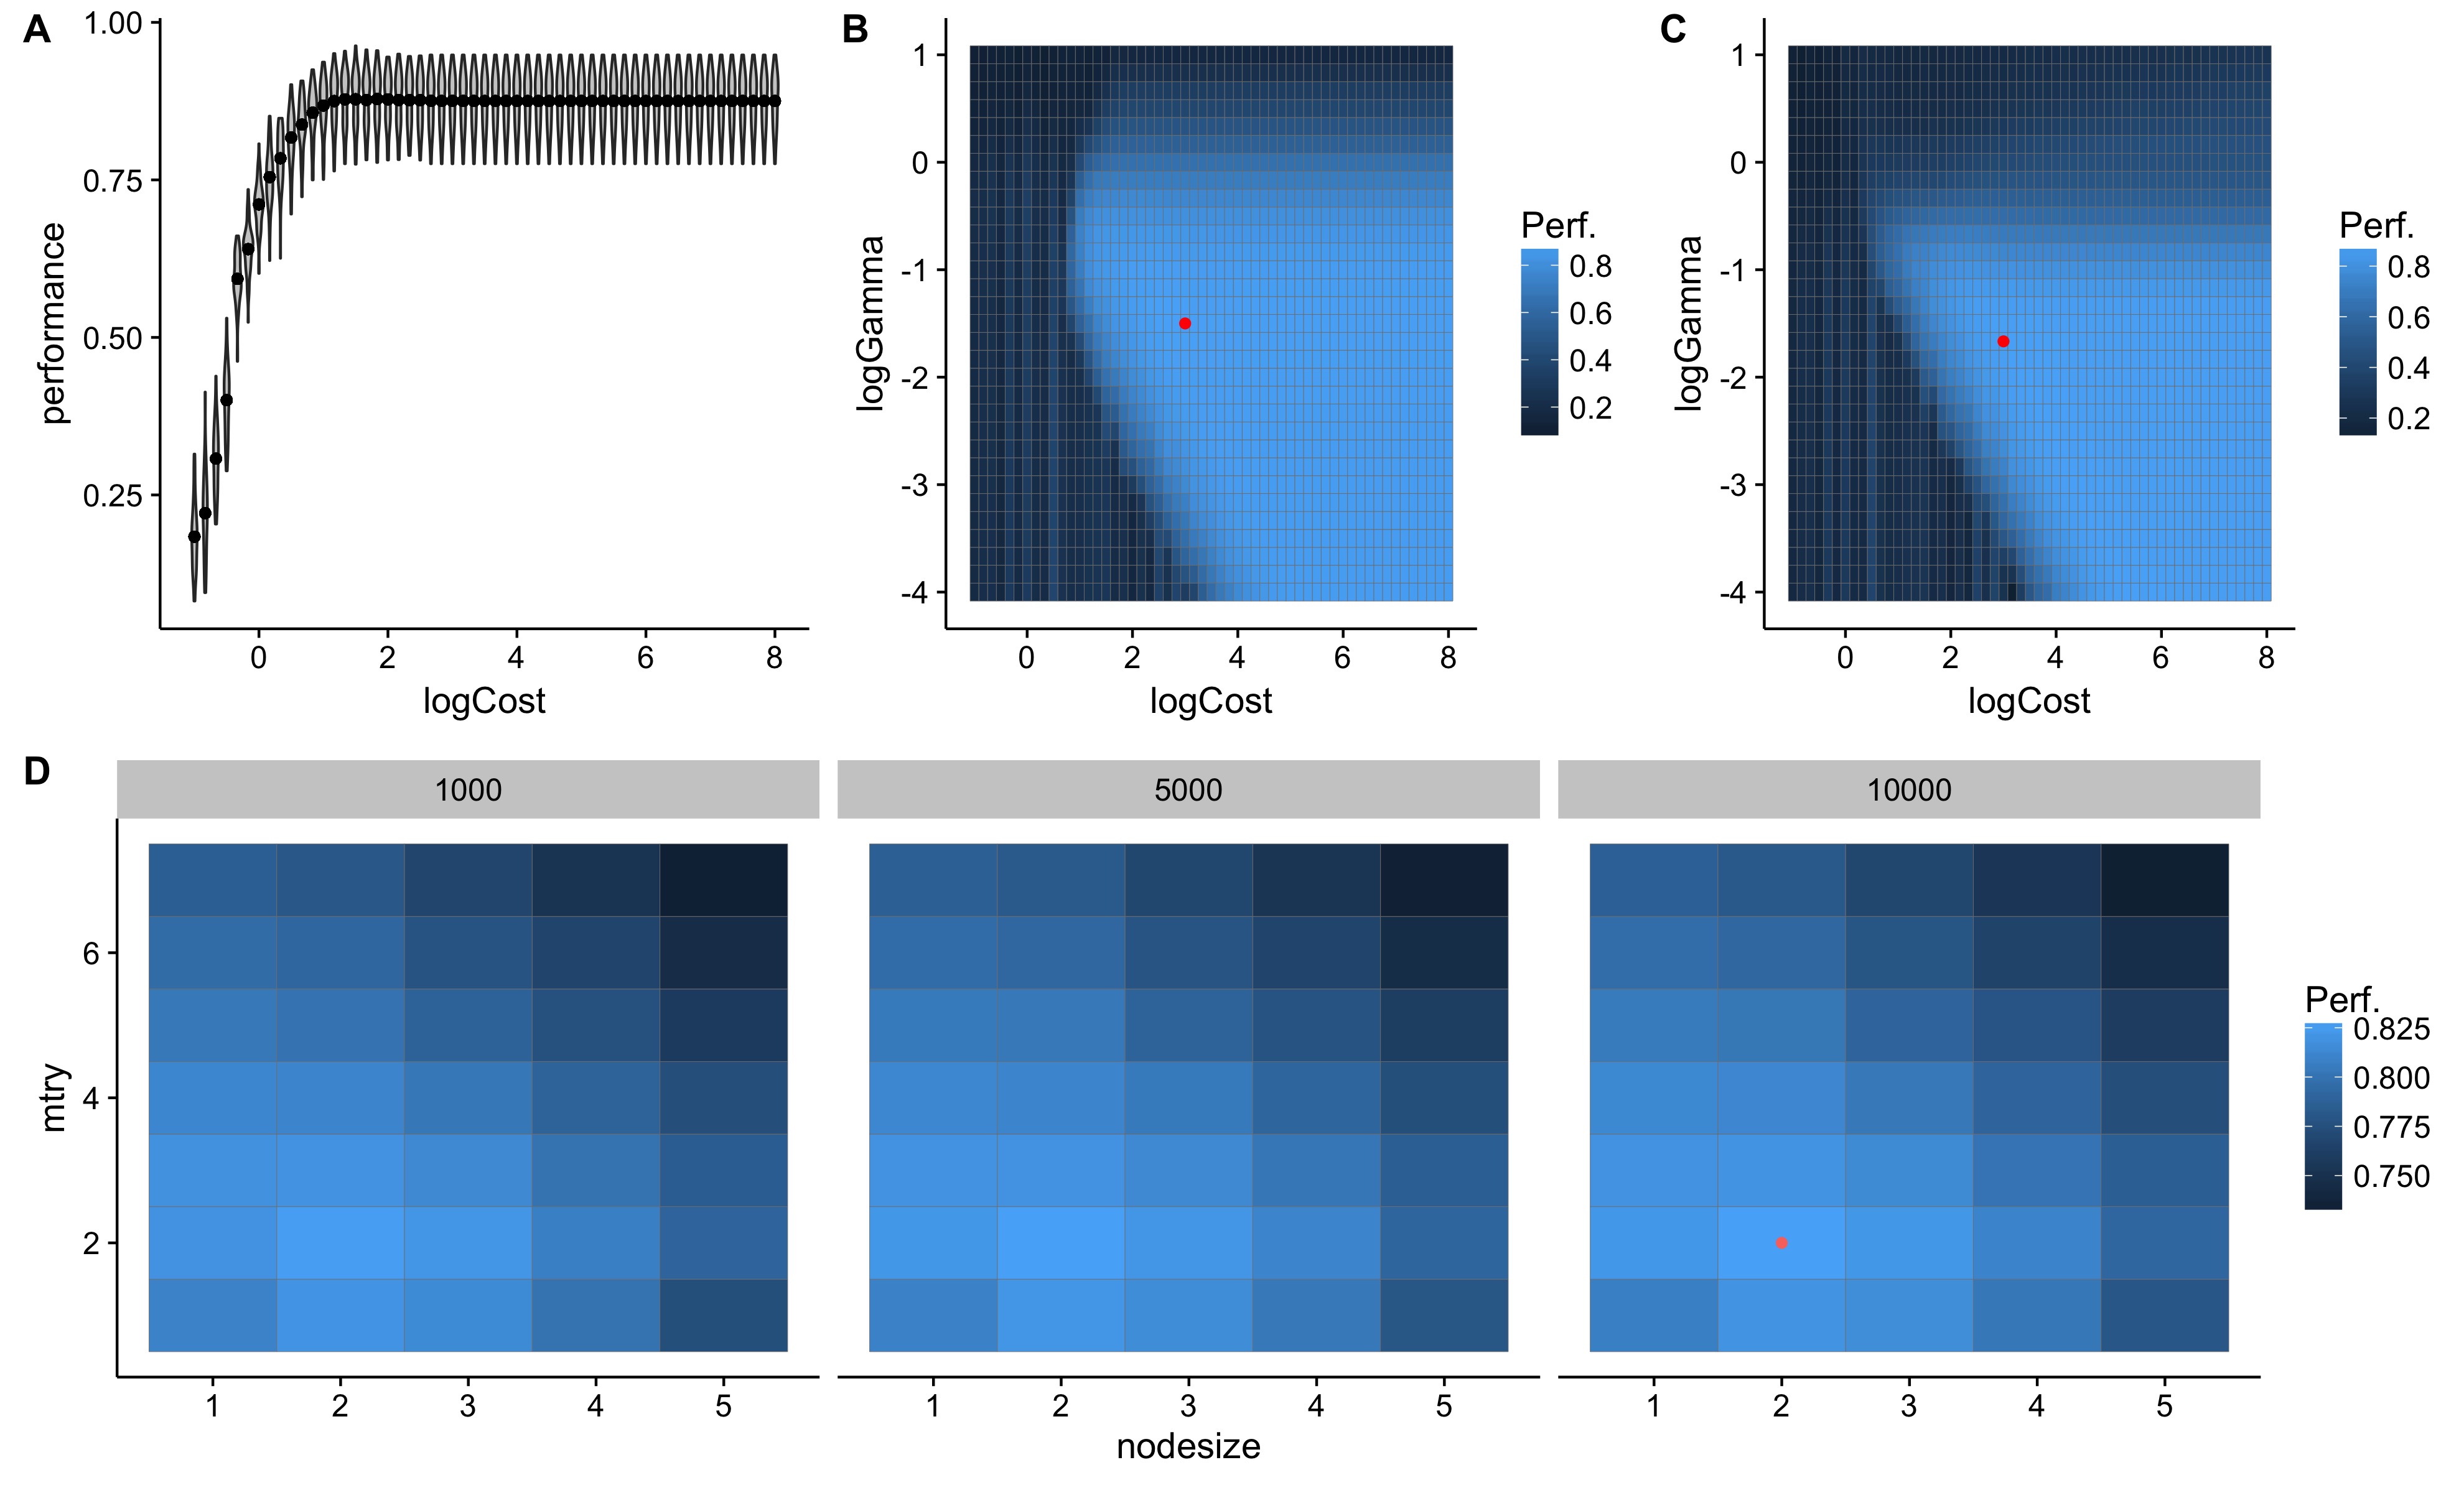 A
1.00
0.75
0.50
0.25
performance
0 2 4 6 8
logCost
B
1
0
-1
-2
-3
-4
logGamma
0 2 4 6 8
logCost
Perf.
0.8
0.6
0.4
0.2
C
1
0
-1
-2
-3
-4
logGamma
0 2 4 6 8
logCost
Perf.
0.8
0.6
0.4
0.2
D
1000 5000 10000
6
4
2
mtry
1 2 3 4 5 1 2 3 4 5 1 2 3 4 5
nodesize
Perf.
0.825
0.800
0.775
0.750